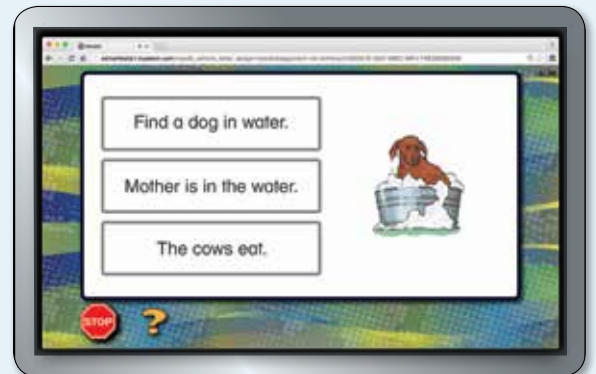 Find a dog in water.
Mother is in the water.
The cows eat.
STOP
?